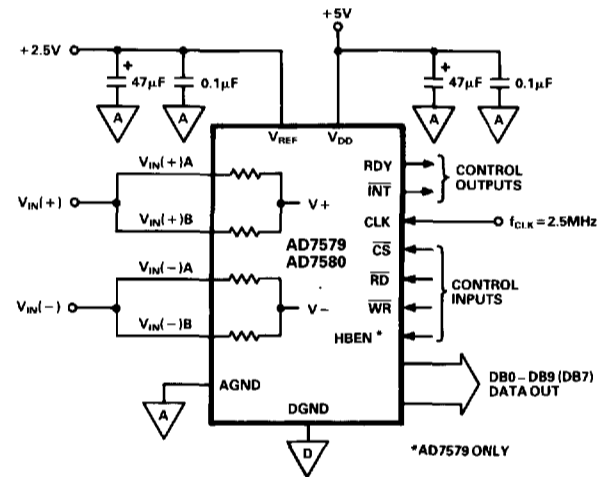 +5V
+2.5V
+
47µF
0.1µF
+
47µF
0.1µF
A
A
A
A
VREF
VDD
RDY
INT
CONTROL OUTPUTS
VIN(+)A
VIN(+)
V+
VIN(+)B
CLK
fCLK = 2.5MHz
AD7579
AD7580
CS
VIN(−)A
RD
CONTROL INPUTS
VIN(−)
V−
WR
VIN(−)B
HBEN *
AGND
DB0 – DB9 (DB7)
DATA OUT
A
DGND
D
*AD7579 ONLY